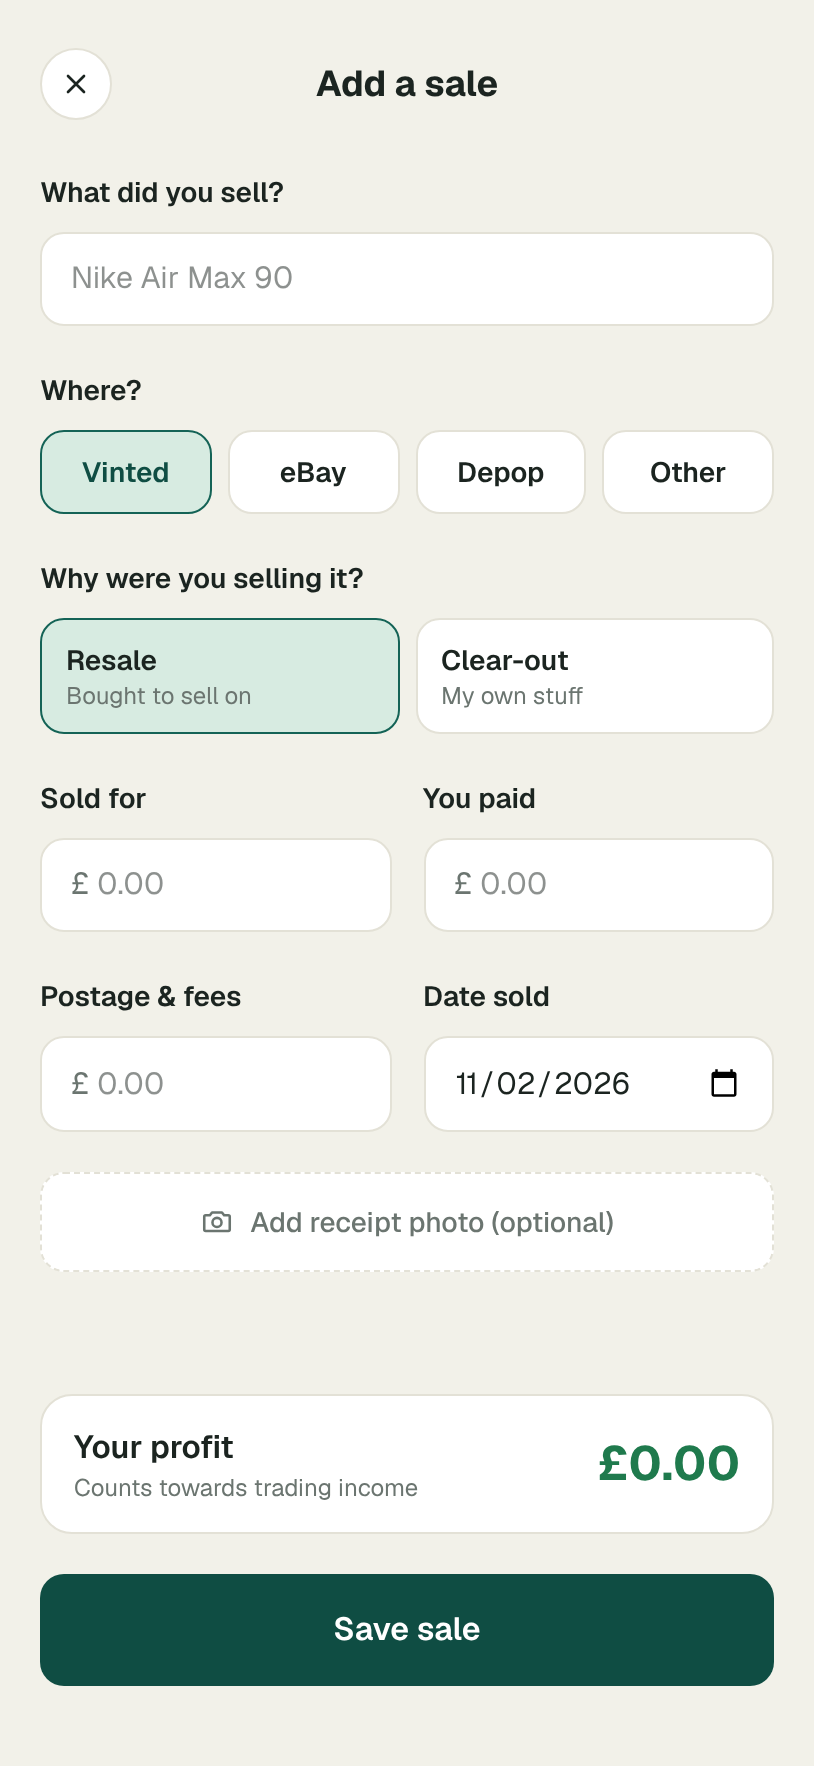 Add a sale
What did you sell?
Nike Air Max 90
Where?
Vinted eBay Depop Other
Why were you selling it?
Resale Clear-out
Bought to sell on My own stuff
Sold for You paid
£ 0.00 £ 0.00
Postage & fees Date sold
£ 0.00 11/02/2026
Add receipt photo (optional)
Your profit
£0.00
Counts towards trading income
Save sale